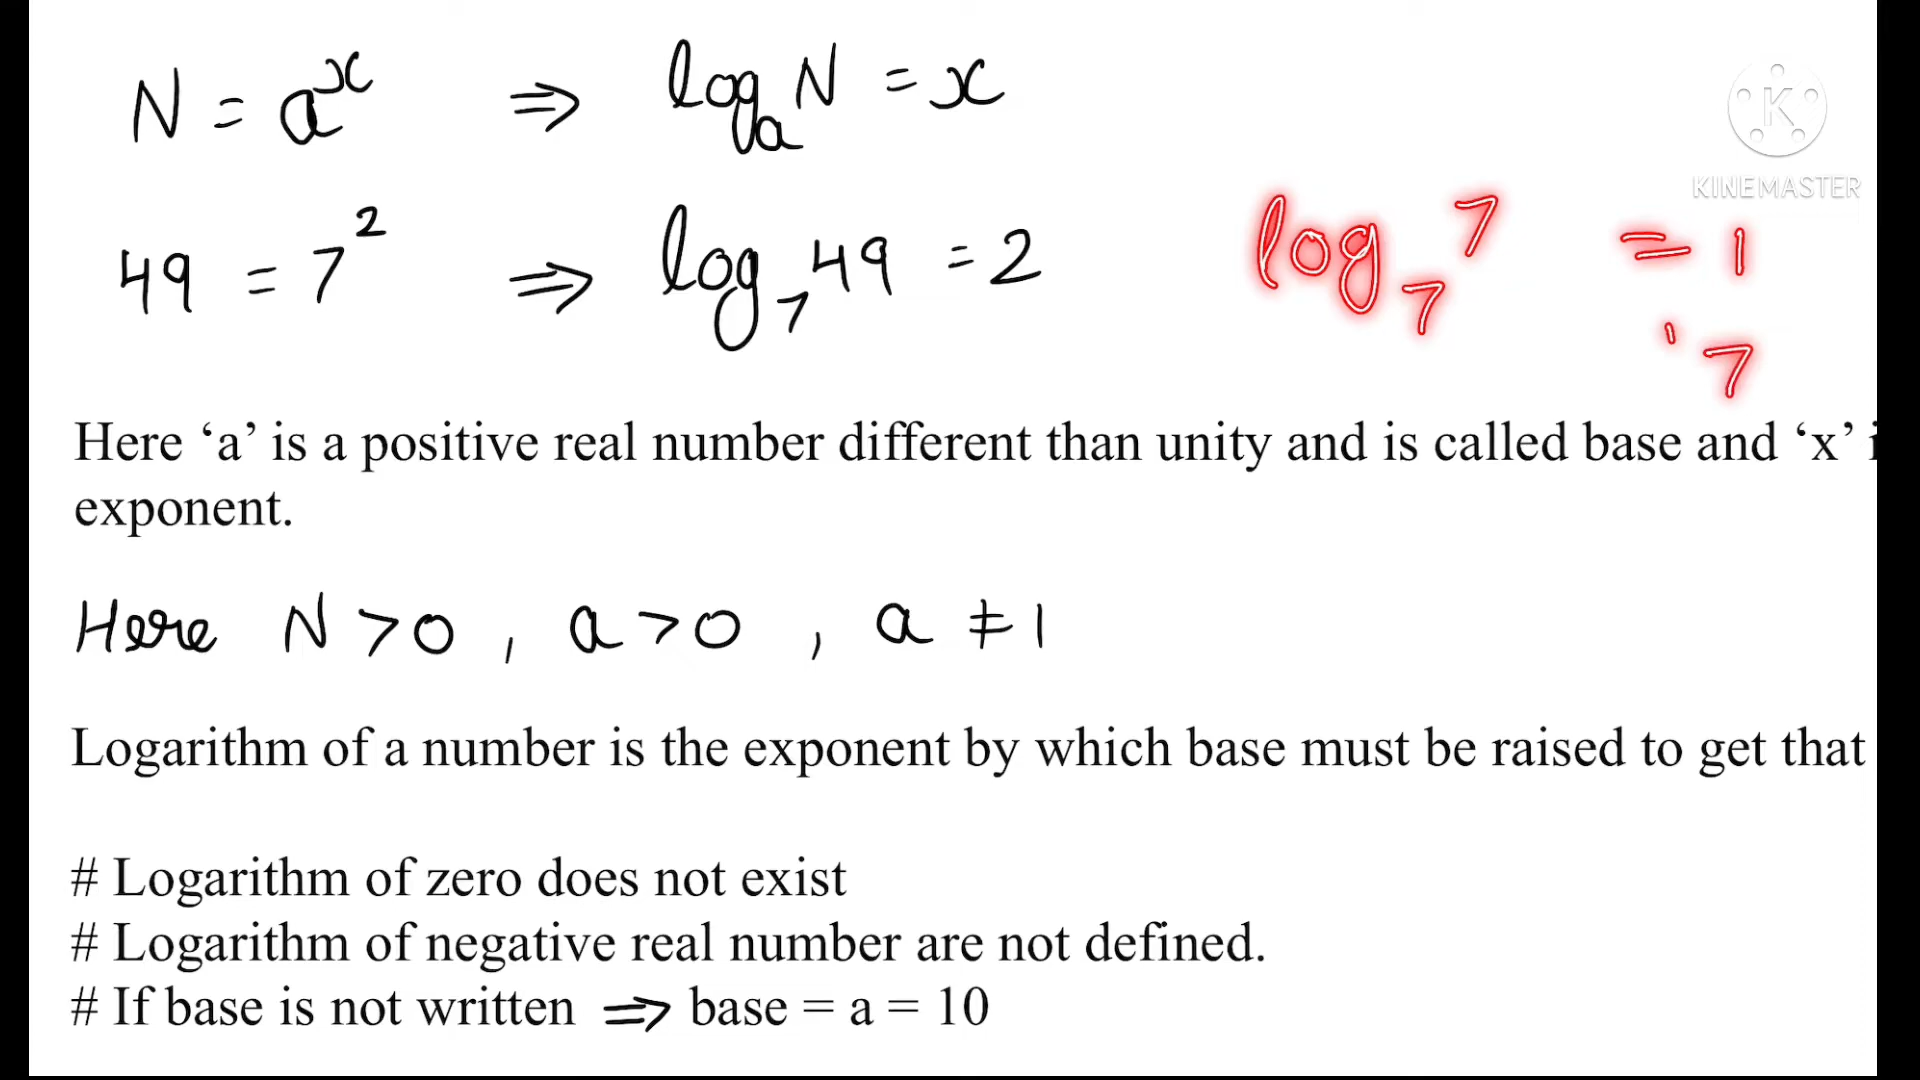 N = a^x ⇒ log_a N = x
K
KINEMASTER
49 = 7^2 ⇒ log_7 49 = 2
log_7 7 = 1
7
Here ‘a’ is a positive real number different than unity and is called base and ‘x’ i
exponent.
Here N >0 , a >0 , a ≠ 1
Logarithm of a number is the exponent by which base must be raised to get that
# Logarithm of zero does not exist
# Logarithm of negative real number are not defined.
# If base is not written ⇒ base = a = 10